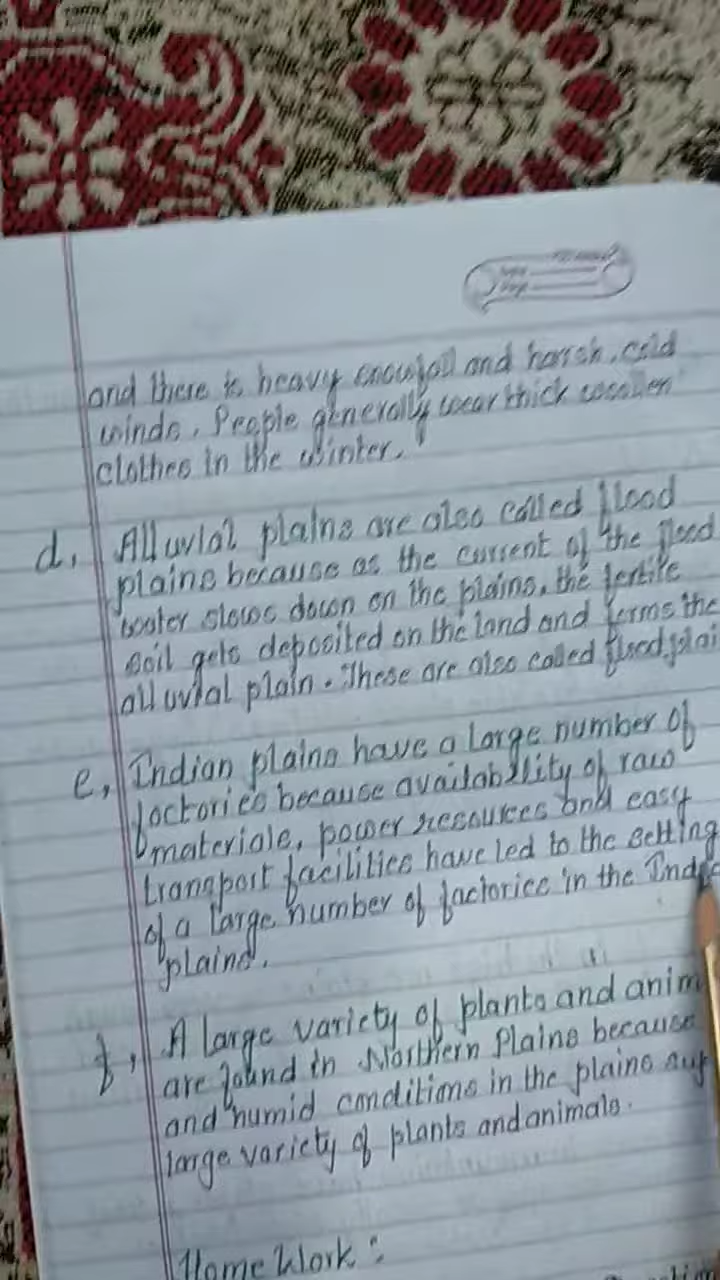 and there is heavy snowfall and harsh, cold
winds. People generally wear thick woollen
clothes in the winter.
d. Alluvial plains are also called flood
plains because as the current of the flood
water slows down on the plains, the fertile
soil gets deposited on the land and forms the
alluvial plain. These are also called flood plai
e, Indian plains have a large number of
factories because availability of raw
materials, power resources and easy
transport facilities have led to the setting
of a large number of factories in the Ind
plains.
f, A large variety of plants and anim
are found in Northern Plains because
and humid conditions in the plains sup
large variety of plants and animals.
Home Work :